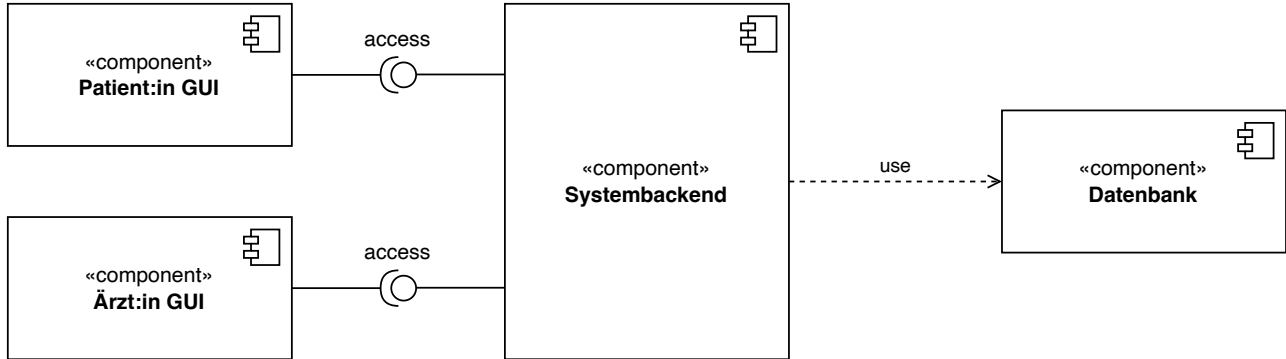 «component»
Patient:in GUI
access
«component»
Systembackend
use
«component»
Datenbank
«component»
Ärzt:in GUI
access